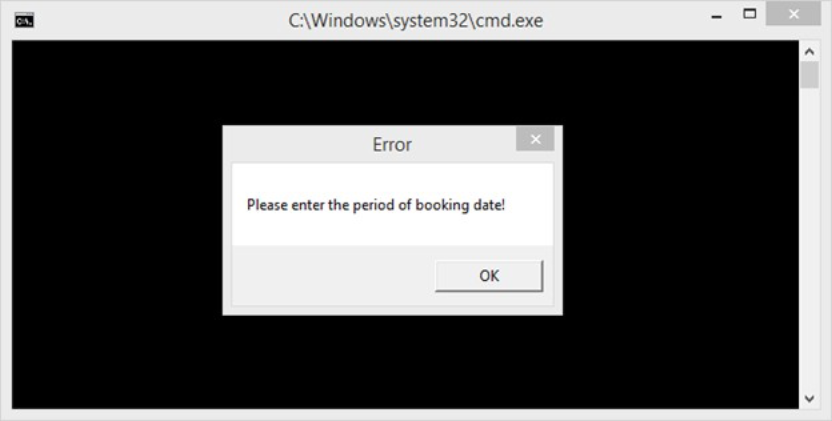 C:\Windows\system32\cmd.exe
Error
Please enter the period of booking date!
OK